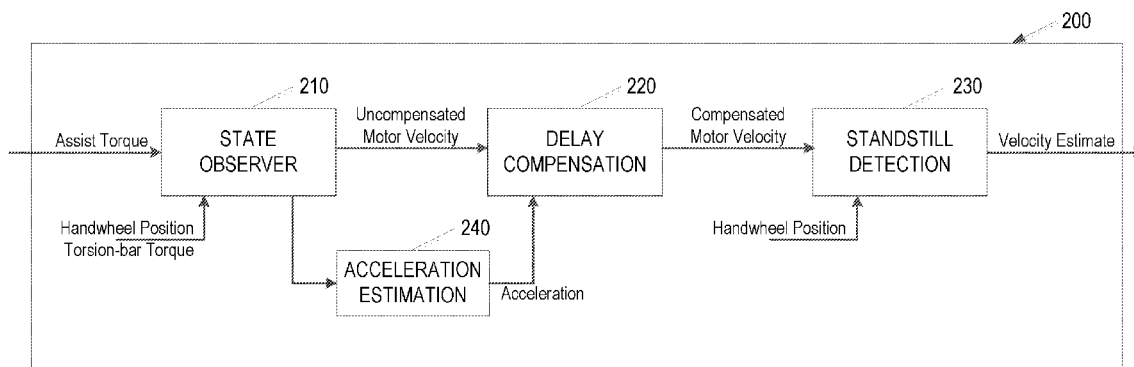 200
210
220
230
Assist Torque
STATE
OBSERVER
Uncompensated
Motor Velocity
DELAY
COMPENSATION
Compensated
Motor Velocity
STANDSTILL
DETECTION
Velocity Estimate
Handwheel Position
Torsion-bar Torque
240
ACCELERATION
ESTIMATION
Acceleration
Handwheel Position